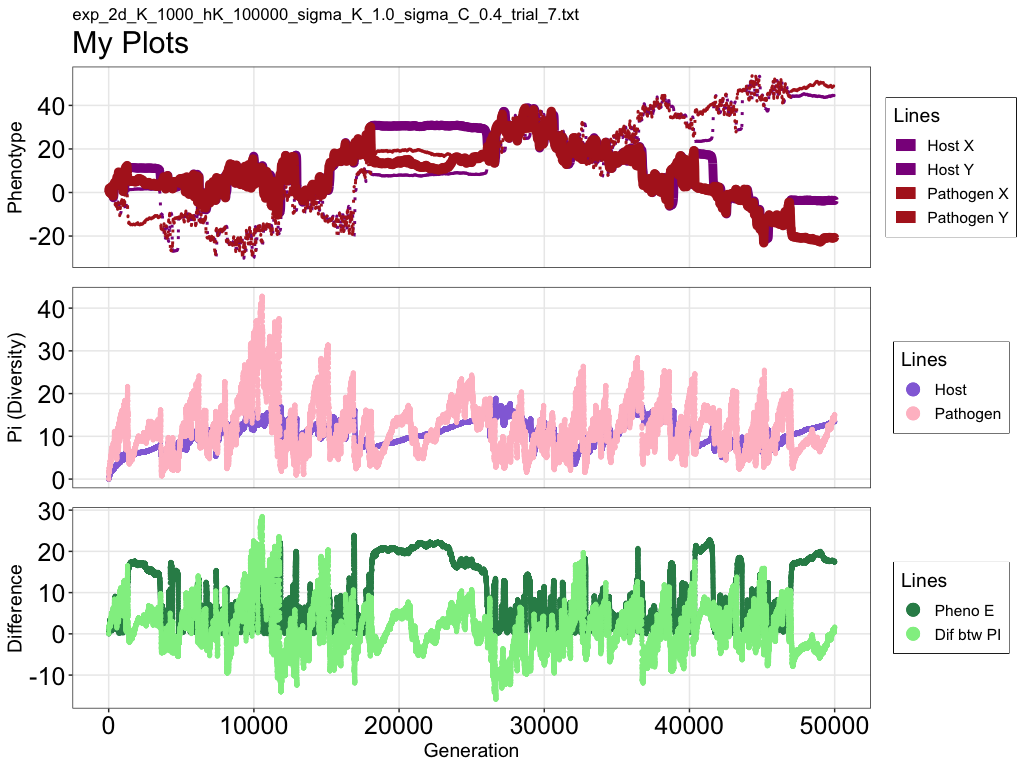 exp_2d_K_1000_hK_100000_sigma_K_1.0_sigma_C_0.4_trial_7.txt
My Plots
Phenotype
40
20
0
-20
Lines
Host X
Host Y
Pathogen X
Pathogen Y
Pi (Diversity)
40
30
20
10
0
Lines
Host
Pathogen
Difference
30
20
10
0
-10
Lines
Pheno E
Dif btw PI
0 10000 20000 30000 40000 50000
Generation